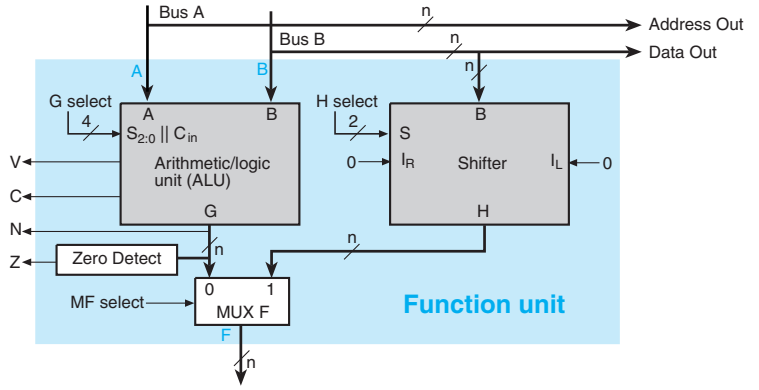 Bus A
n
Address Out
Bus B
n
Data Out
A
B
n
G select
4
A
B
S2:0 || Cin
Arithmetic/logic
unit (ALU)
G
H select
2
B
S
0
IR
Shifter
IL
0
H
V
C
N
Z
Zero Detect
n
n
0
1
MF select
MUX F
F
n
Function unit